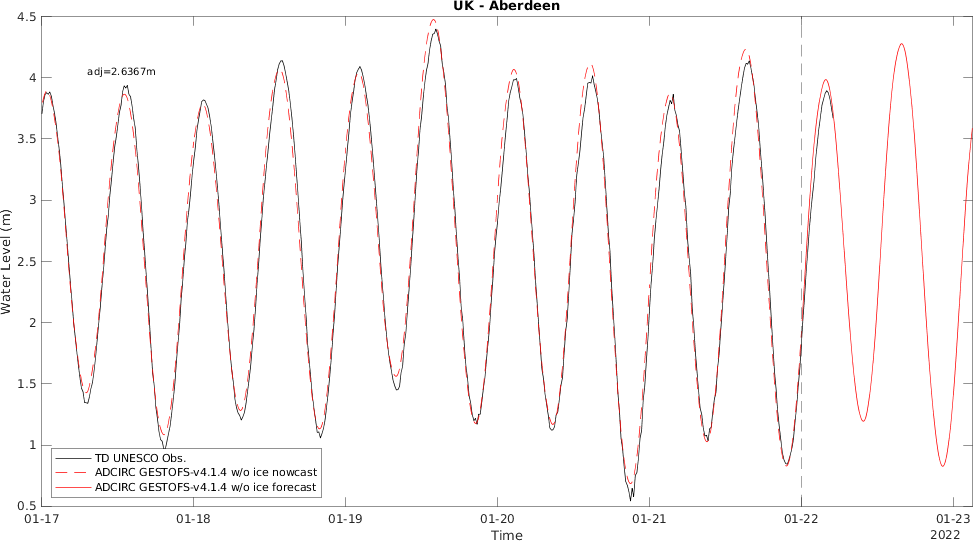 UK - Aberdeen
adj=2.6367m
4.5
4
3.5
3
2.5
2
1.5
1
0.5
Water Level (m)
TD UNESCO Obs.
ADCIRC GESTOFS-v4.1.4 w/o ice nowcast
ADCIRC GESTOFS-v4.1.4 w/o ice forecast
01-17 01-18 01-19 01-20 01-21 01-22 01-23
Time 2022